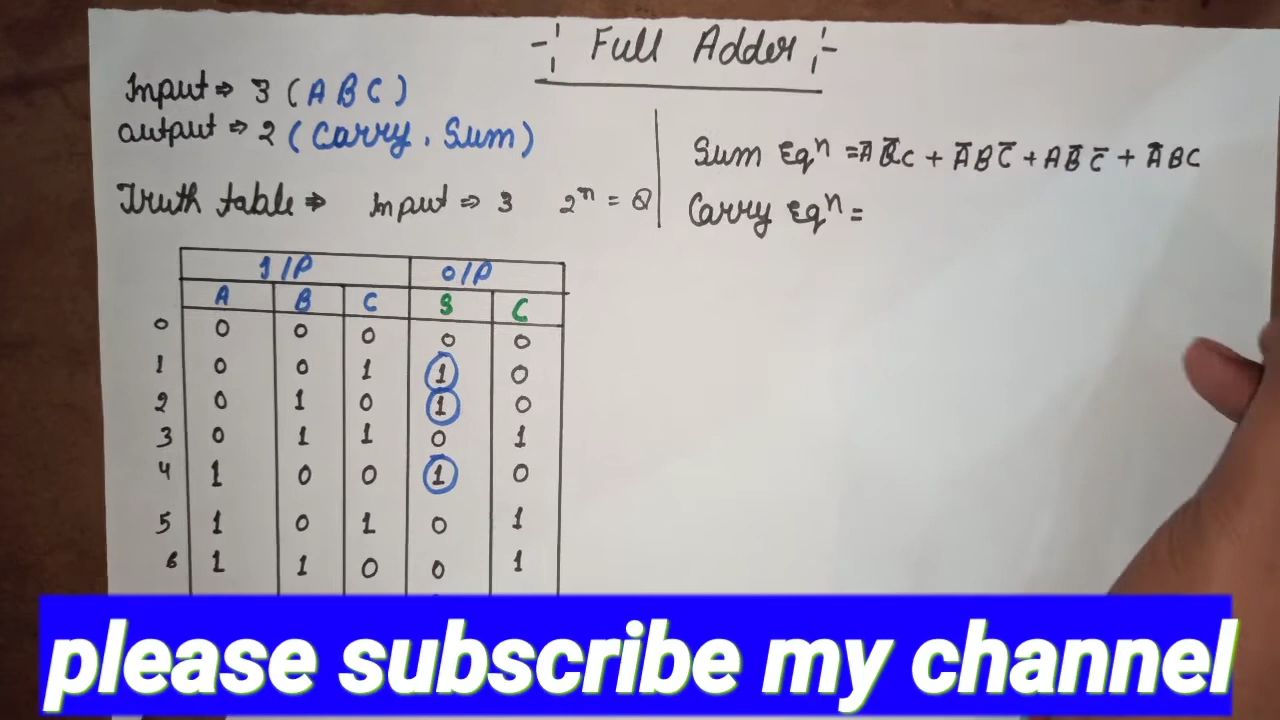 -¦- Full Adder -¦-
Input ⇒ 3 (A B C)
output ⇒ 2 (Carry, Sum)
Sum Eqⁿ = A̅ B̅ C + A̅ B C̅ + A B̅ C̅ + A̅ B C
Truth table ⇒ Input ⇒ 3 2ⁿ = 8
Carry Eqⁿ =
I/P O/P
A B C S C
0 0 0 0 0 0
1 0 0 1 1 0
2 0 1 0 1 0
3 0 1 1 0 1
4 1 0 0 1 0
5 1 0 1 0 1
6 1 1 0 0 1
please subscribe my channel